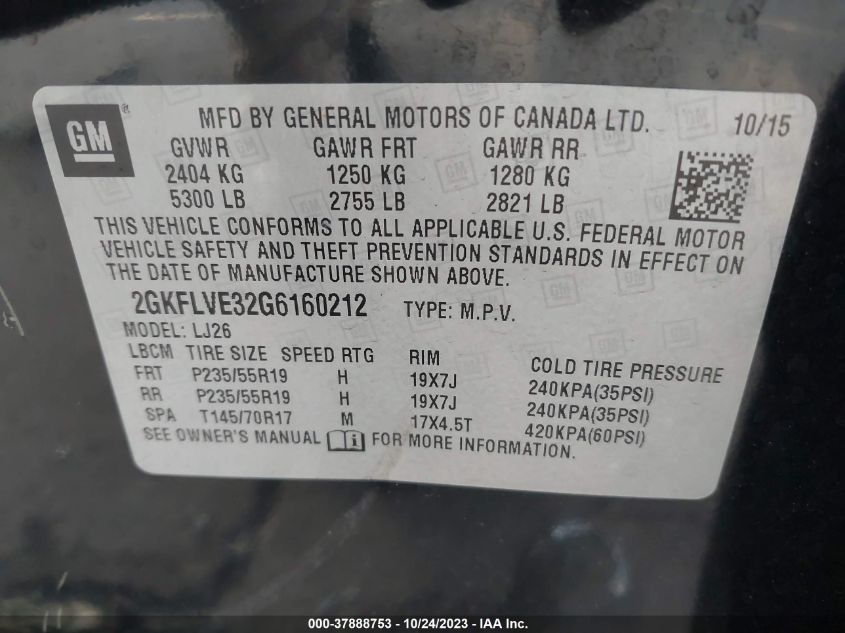 GM ® MFD BY GENERAL MOTORS OF CANADA LTD. 10/15
GVWR GAWR FRT GAWR RR
2404 KG 1250 KG 1280 KG
5300 LB 2755 LB 2821 LB
THIS VEHICLE CONFORMS TO ALL APPLICABLE U.S. FEDERAL MOTOR
VEHICLE SAFETY AND THEFT PREVENTION STANDARDS IN EFFECT ON
THE DATE OF MANUFACTURE SHOWN ABOVE.
2GKFLVE32G6160212 TYPE: M.P.V.
MODEL: LJ26
LBCM TIRE SIZE SPEED RTG RIM COLD TIRE PRESSURE
FRT P235/55R19 H 19X7J 240KPA(35PSI)
RR P235/55R19 H 19X7J 240KPA(35PSI)
SPA T145/70R17 M 17X4.5T 420KPA(60PSI)
SEE OWNER'S MANUAL FOR MORE INFORMATION.
000-37888753 - 10/24/2023 - IAA Inc.